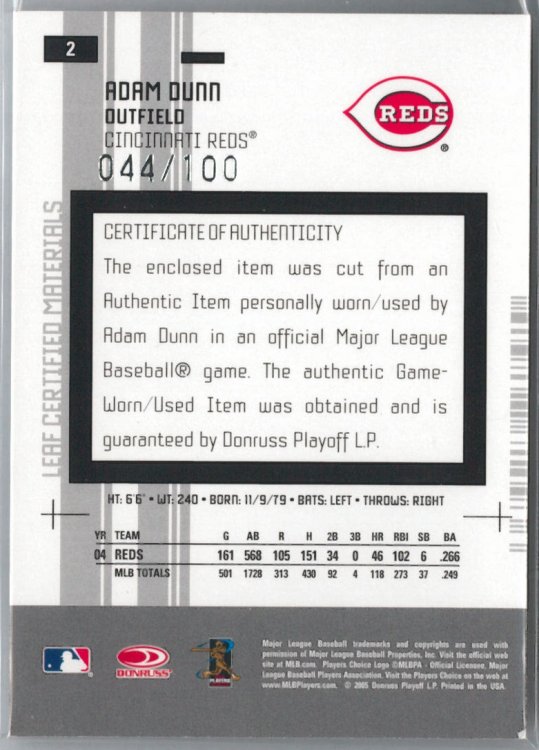 2
ADAM DUNN
OUTFIELD
CINCINNATI REDS®
044/100
REDS®
LEAF CERTIFIED MATERIALS
CERTIFICATE OF AUTHENTICITY
The enclosed item was cut from an
Authentic Item personally worn/used by
Adam Dunn in an official Major League
Baseball® game. The authentic Game-
Worn/Used Item was obtained and is
guaranteed by Donruss Playoff L.P.
HT: 6'6" • WT: 240 • BORN: 11/9/79 • BATS: LEFT • THROWS: RIGHT
YR TEAM G AB R H 2B 3B HR RBI SB BA
04 REDS 161 568 105 151 34 0 46 102 6 .266
MLB TOTALS 501 1728 313 430 92 4 118 273 37 .249
DONRUSS
PLAYERS
Major League Baseball trademarks and copyrights are used with
permission of Major League Baseball Properties, Inc. Visit the official web
site at MLB.com. Players Choice Logo ©MLBPA - Official Licensee, Major
League Baseball Players Association. Visit the Players Choice on the web at
www.MLBPlayers.com. © 2005 Donruss Playoff L.P. Printed in the USA.